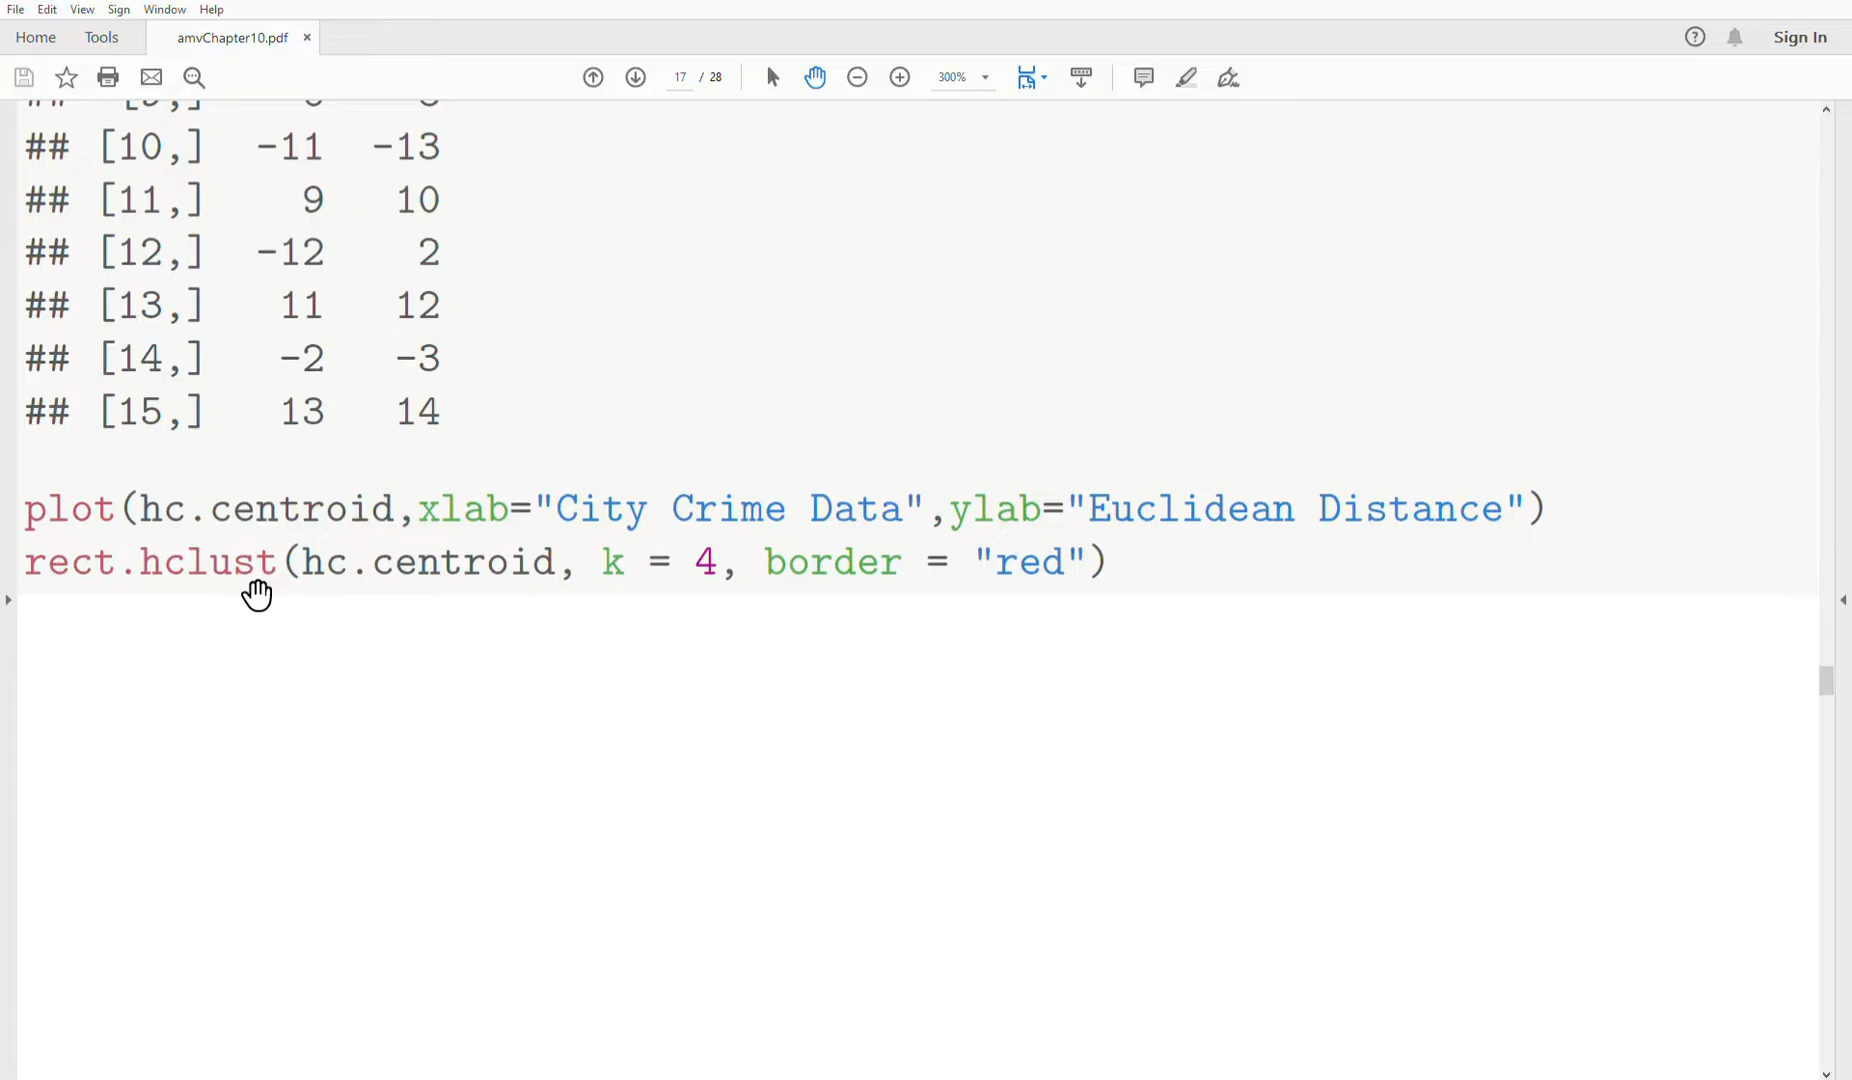 File Edit View Sign Window Help
Home Tools amvChapter10.pdf × Sign In
17 / 28 300%
## [10,] -11 -13
## [11,] 9 10
## [12,] -12 2
## [13,] 11 12
## [14,] -2 -3
## [15,] 13 14
plot(hc.centroid,xlab="City Crime Data",ylab="Euclidean Distance")
rect.hclust(hc.centroid, k = 4, border = "red")